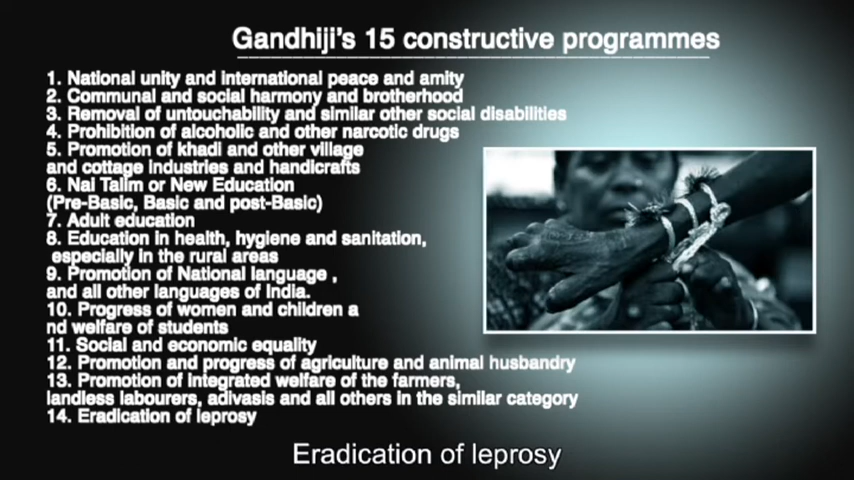 Gandhiji's 15 constructive programmes
1. National unity and international peace and amity
2. Communal and social harmony and brotherhood
3. Removal of untouchability and similar other social disabilities
4. Prohibition of alcoholic and other narcotic drugs
5. Promotion of khadi and other village
and cottage industries and handicrafts
6. Nai Talim or New Education
(Pre-Basic, Basic and post-Basic)
7. Adult education
8. Education in health, hygiene and sanitation,
especially in the rural areas
9. Promotion of National language ,
and all other languages of India.
10. Progress of women and children a
nd welfare of students
11. Social and economic equality
12. Promotion and progress of agriculture and animal husbandry
13. Promotion of integrated welfare of the farmers,
landless labourers, adivasis and all others in the similar category
14. Eradication of leprosy
Eradication of leprosy